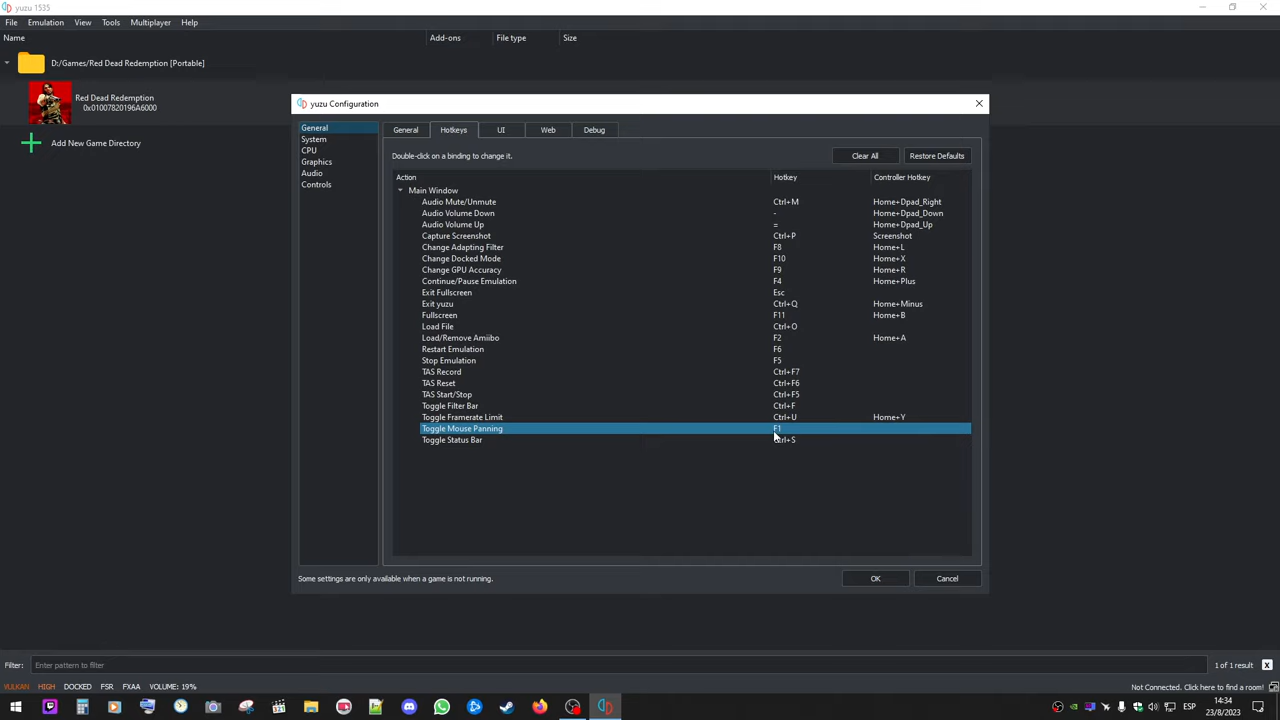 yuzu 1535
File Emulation View Tools Multiplayer Help
Name Add-ons File type Size
D:/Games/Red Dead Redemption [Portable]
Red Dead Redemption
0x01007820196A6000
Add New Game Directory
yuzu Configuration
General
System
CPU
Graphics
Audio
Controls
General Hotkeys UI Web Debug
Double-click on a binding to change it. Clear All Restore Defaults
Action Hotkey Controller Hotkey
Main Window
Audio Mute/Unmute Ctrl+M Home+Dpad_Right
Audio Volume Down - Home+Dpad_Down
Audio Volume Up = Home+Dpad_Up
Capture Screenshot Ctrl+P Screenshot
Change Adapting Filter F8 Home+L
Change Docked Mode F10 Home+X
Change GPU Accuracy F9 Home+R
Continue/Pause Emulation F4 Home+Plus
Exit Fullscreen Esc
Exit yuzu Ctrl+Q Home+Minus
Fullscreen F11 Home+B
Load File Ctrl+O
Load/Remove Amiibo F2 Home+A
Restart Emulation F6
Stop Emulation F5
TAS Record Ctrl+F7
TAS Reset Ctrl+F6
TAS Start/Stop Ctrl+F5
Toggle Filter Bar Ctrl+F
Toggle Framerate Limit Ctrl+U Home+Y
Toggle Mouse Panning F1
Toggle Status Bar Ctrl+S
Some settings are only available when a game is not running. OK Cancel
Filter: Enter pattern to filter 1 of 1 result X
VULKAN HIGH DOCKED FSR FXAA VOLUME: 19% Not Connected. Click here to find a room!
ESP 14:34
23/8/2023